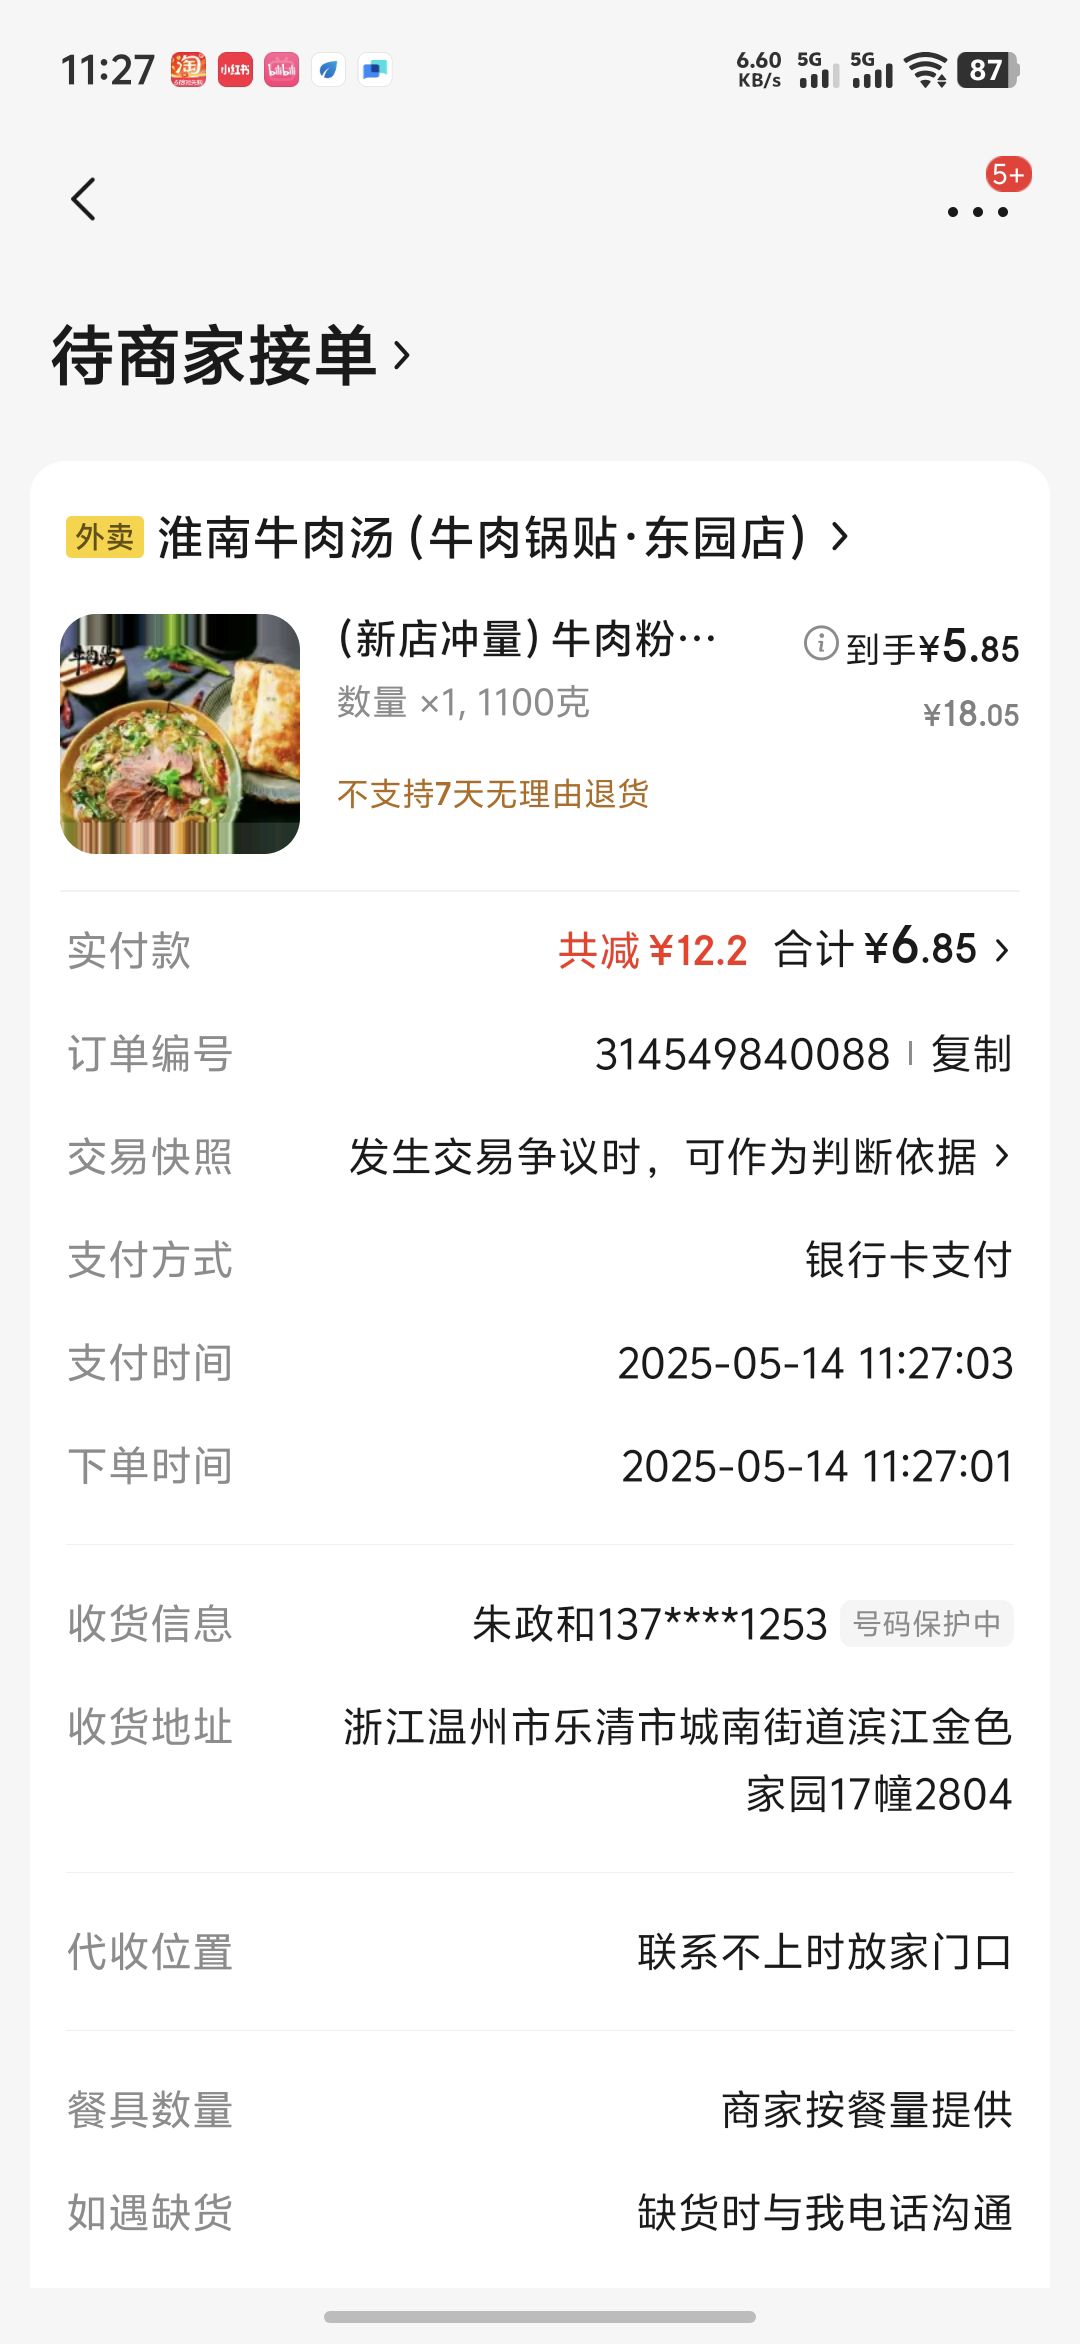 11:27
淘
小红书
bilibili
6.60 KB/s 5G 5G 87
5+
待商家接单
外卖 淮南牛肉汤(牛肉锅贴·东园店)
牛肉汤
(新店冲量)牛肉粉… 到手¥5.85
数量 ×1, 1100克 ¥18.05
不支持7天无理由退货
实付款 共减¥12.2 合计¥6.85
订单编号 314549840088 复制
交易快照 发生交易争议时，可作为判断依据
支付方式 银行卡支付
支付时间 2025-05-14 11:27:03
下单时间 2025-05-14 11:27:01
收货信息 朱政和137****1253 号码保护中
收货地址 浙江温州市乐清市城南街道滨江金色
家园17幢2804
代收位置 联系不上时放家门口
餐具数量 商家按餐量提供
如遇缺货 缺货时与我电话沟通